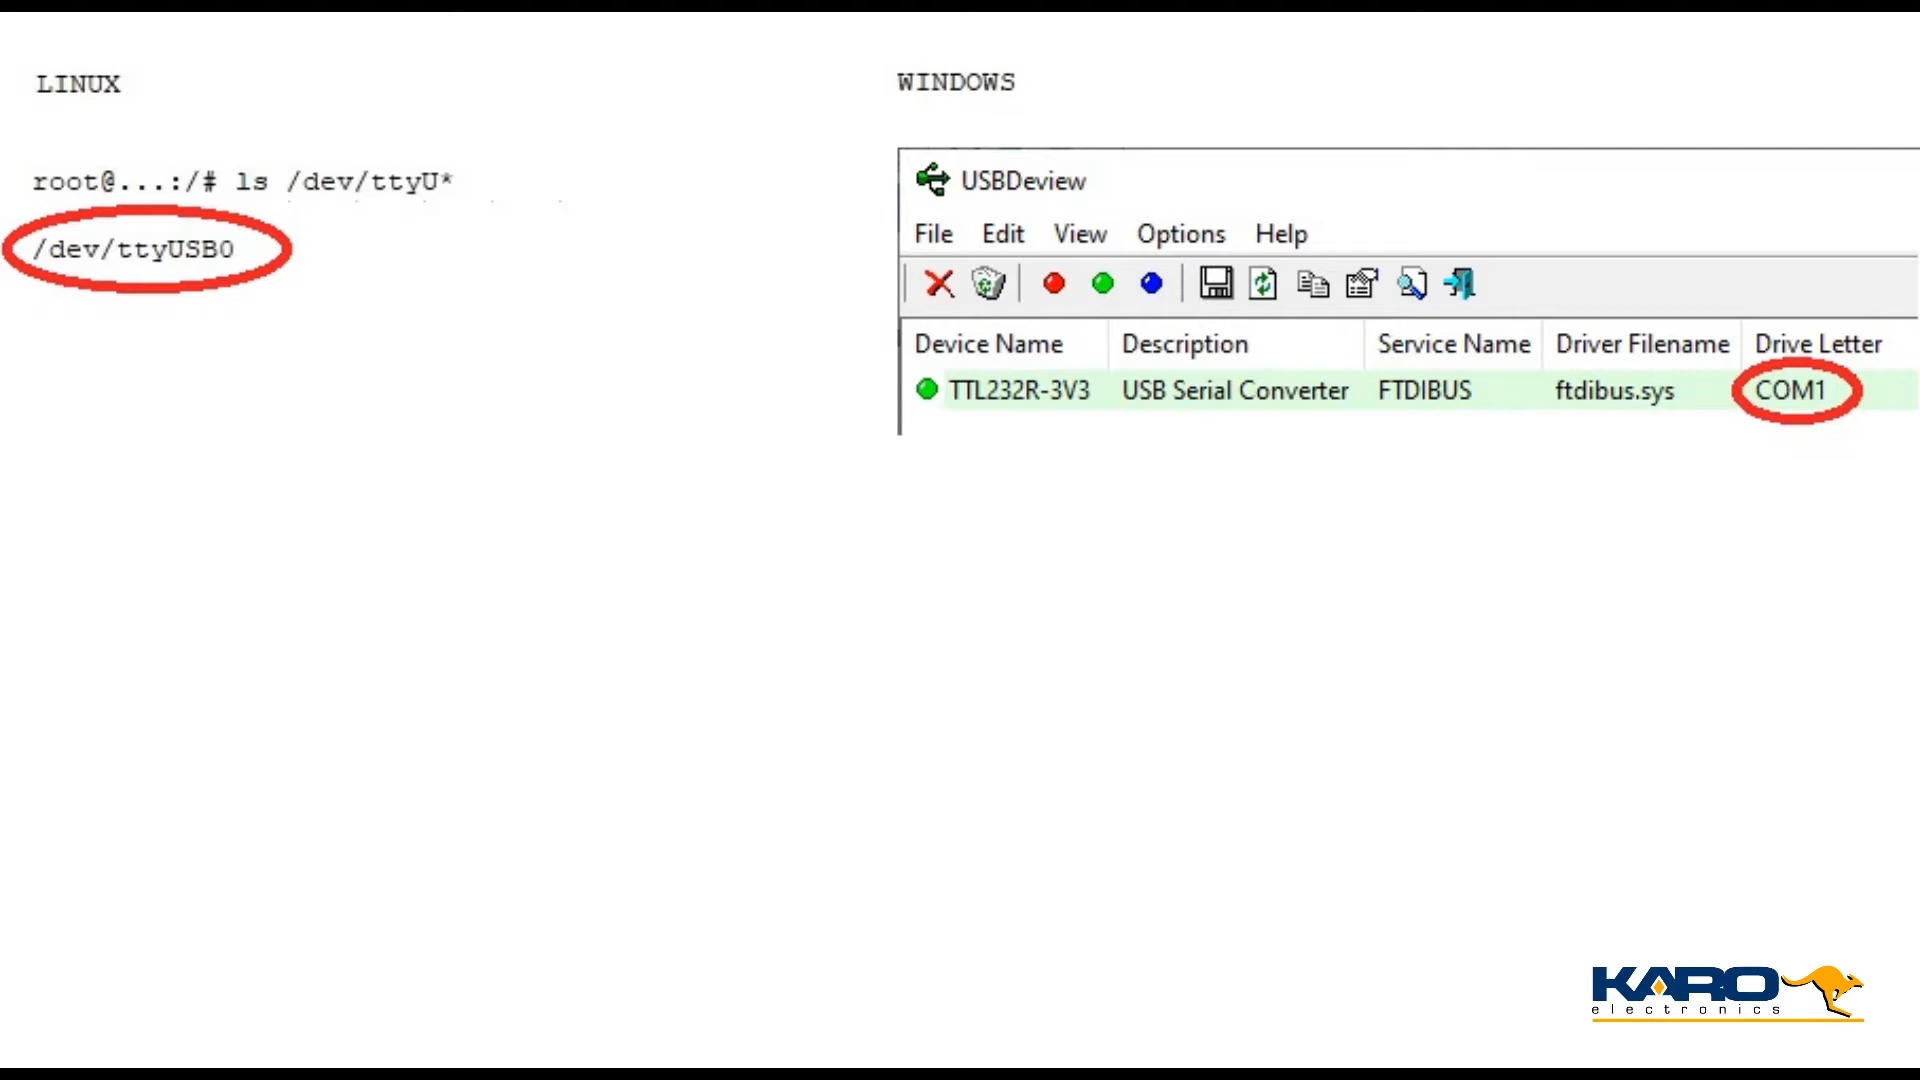 LINUX
root@...:/# ls /dev/ttyU*
/dev/ttyUSB0
WINDOWS
USBDeview
File Edit View Options Help
Device Name Description Service Name Driver Filename Drive Letter
TTL232R-3V3 USB Serial Converter FTDIBUS ftdibus.sys COM1
KARO
electronics